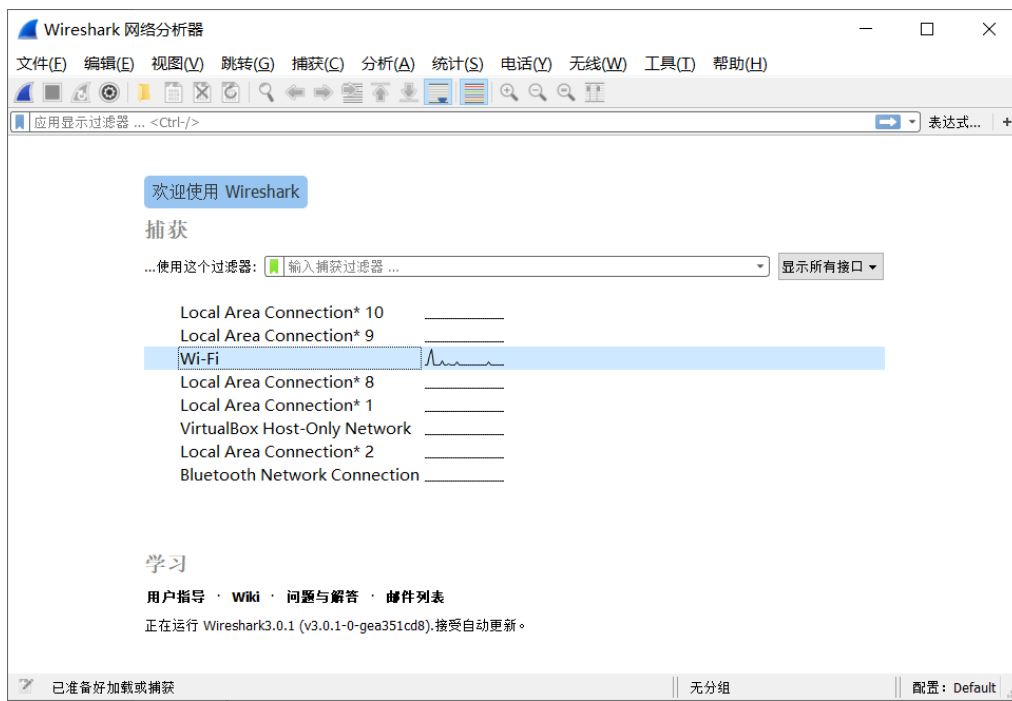 Wireshark 网络分析器
文件(F) 编辑(E) 视图(V) 跳转(G) 捕获(C) 分析(A) 统计(S) 电话(Y) 无线(W) 工具(T) 帮助(H)
应用显示过滤器 ... <Ctrl-/> 表达式... +
欢迎使用 Wireshark
捕获
...使用这个过滤器: 输入捕获过滤器 ... 显示所有接口
Local Area Connection* 10
Local Area Connection* 9
Wi-Fi
Local Area Connection* 8
Local Area Connection* 1
VirtualBox Host-Only Network
Local Area Connection* 2
Bluetooth Network Connection
学习
用户指导 · Wiki · 问题与解答 · 邮件列表
正在运行 Wireshark3.0.1 (v3.0.1-0-gea351cd8).接受自动更新。
已准备好加载或捕获 无分组 配置: Default